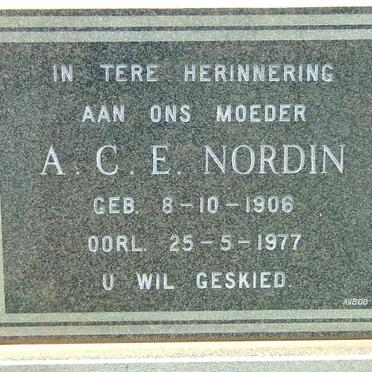 IN TERE HERINNERING
AAN ONS MOEDER
A. C. E. NORDIN
GEB. 8-10-1906
OORL. 25-5-1977
U WIL GESKIED.
AVBOB